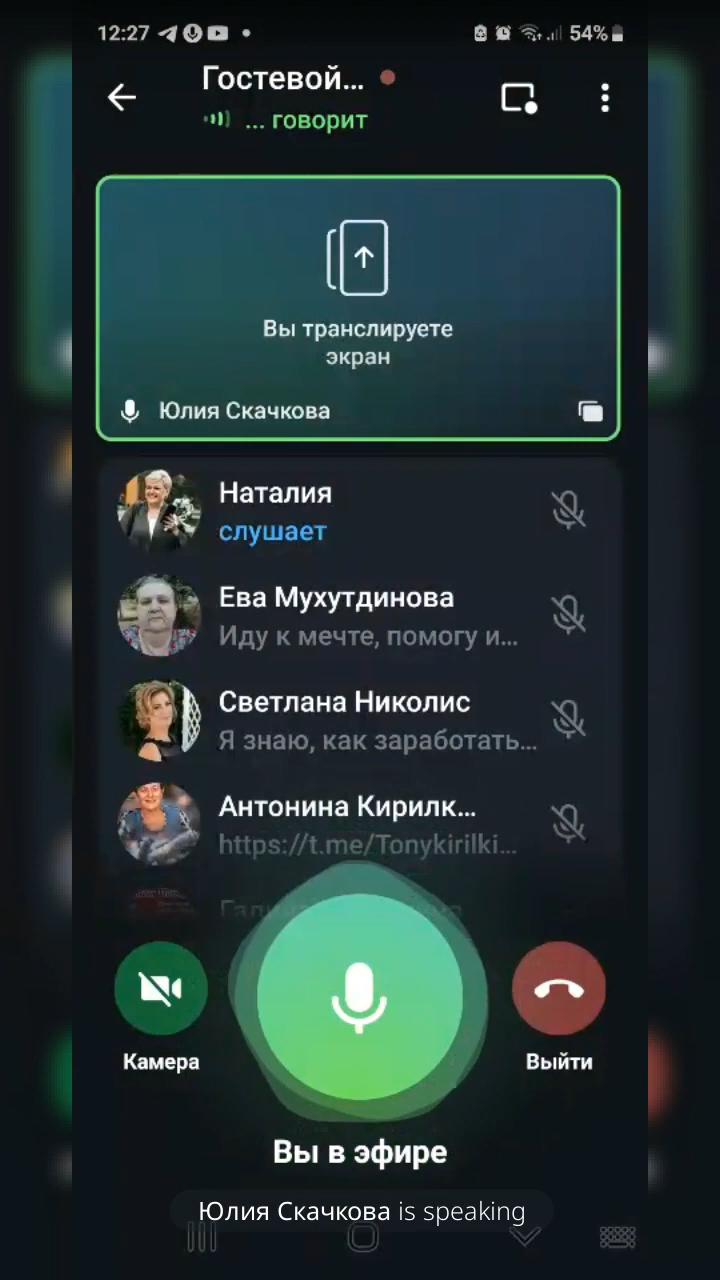 12:27
54%
Гостевой...
... говорит
Вы транслируете
экран
Юлия Скачкова
Наталия
слушает
Ева Мухутдинова
Иду к мечте, помогу и...
Светлана Николис
Я знаю, как заработать...
Антонина Кирилк...
https://t.me/Tonykirilki...
Камера
Выйти
Вы в эфире
Юлия Скачкова is speaking